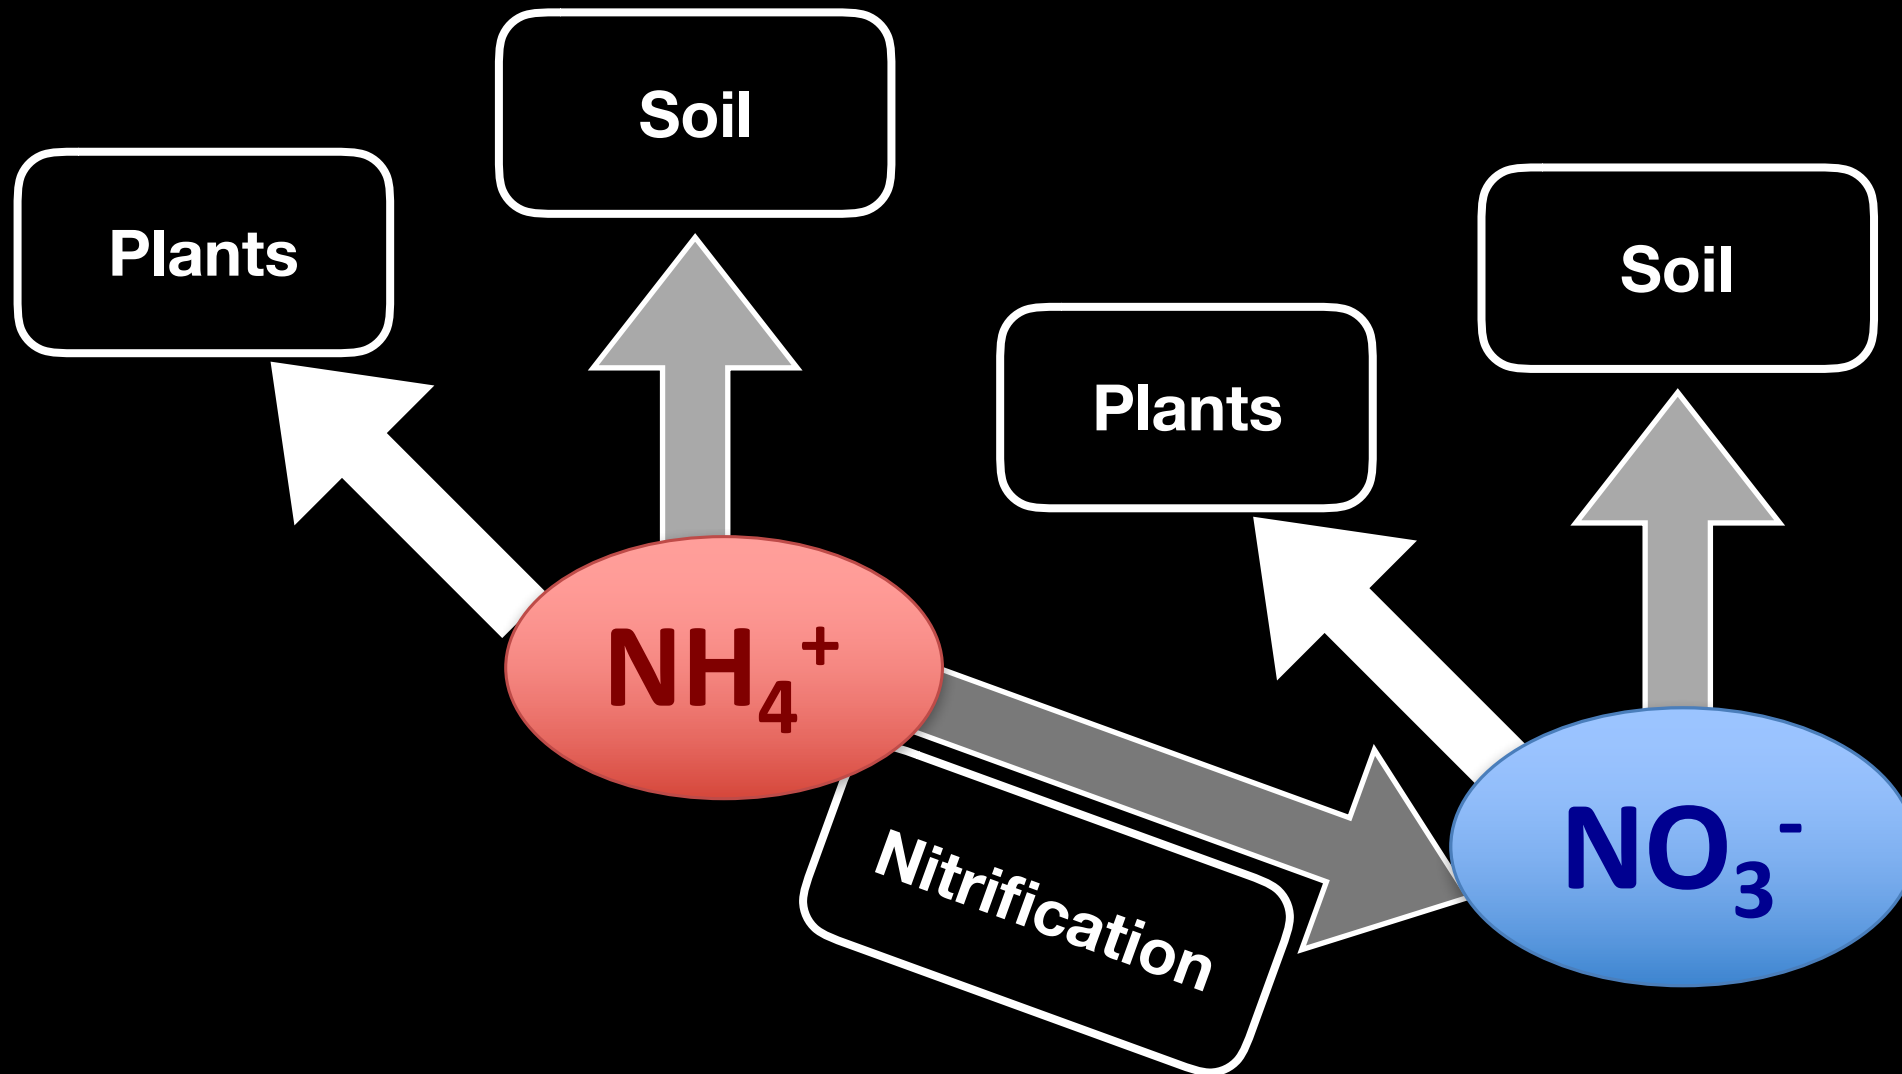 Soil
Plants
Soil
Plants
NH₄⁺
NO₃⁻
Nitrification